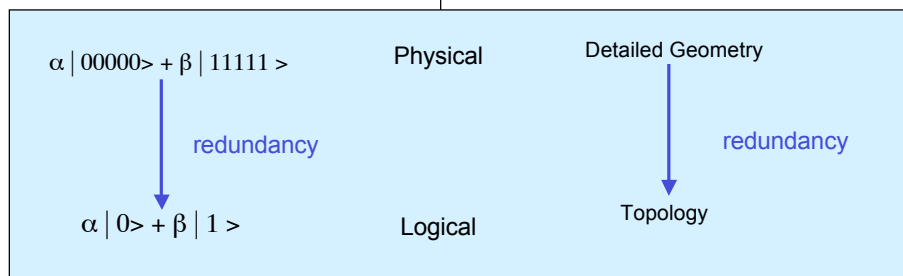 α | 00000> + β | 11111 > Physical Detailed Geometry
redundancy redundancy
α | 0> + β | 1 > Logical Topology